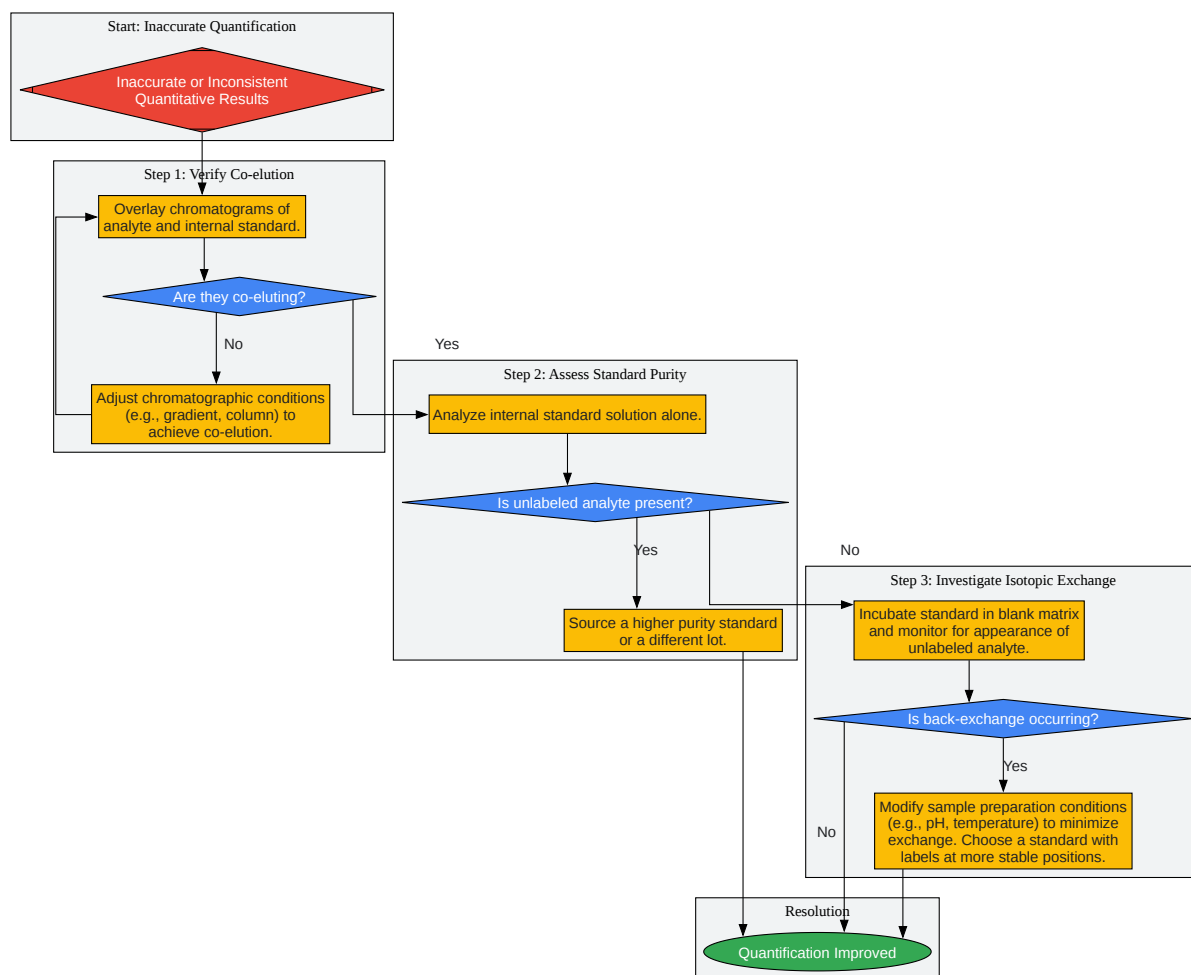 Start: Inaccurate Quantification
Inaccurate or Inconsistent
Quantitative Results
Step 1: Verify Co-elution
Overlay chromatograms of
analyte and internal standard.
Are they co-eluting?
No
Yes
Adjust chromatographic conditions
(e.g., gradient, column) to
achieve co-elution.
Step 2: Assess Standard Purity
Analyze internal standard solution alone.
Is unlabeled analyte present?
Yes
No
Source a higher purity standard
or a different lot.
Step 3: Investigate Isotopic Exchange
Incubate standard in blank matrix
and monitor for appearance of
unlabeled analyte.
Is back-exchange occurring?
Yes
No
Modify sample preparation conditions
(e.g., pH, temperature) to minimize
exchange. Choose a standard with
labels at more stable positions.
Resolution
Quantification Improved